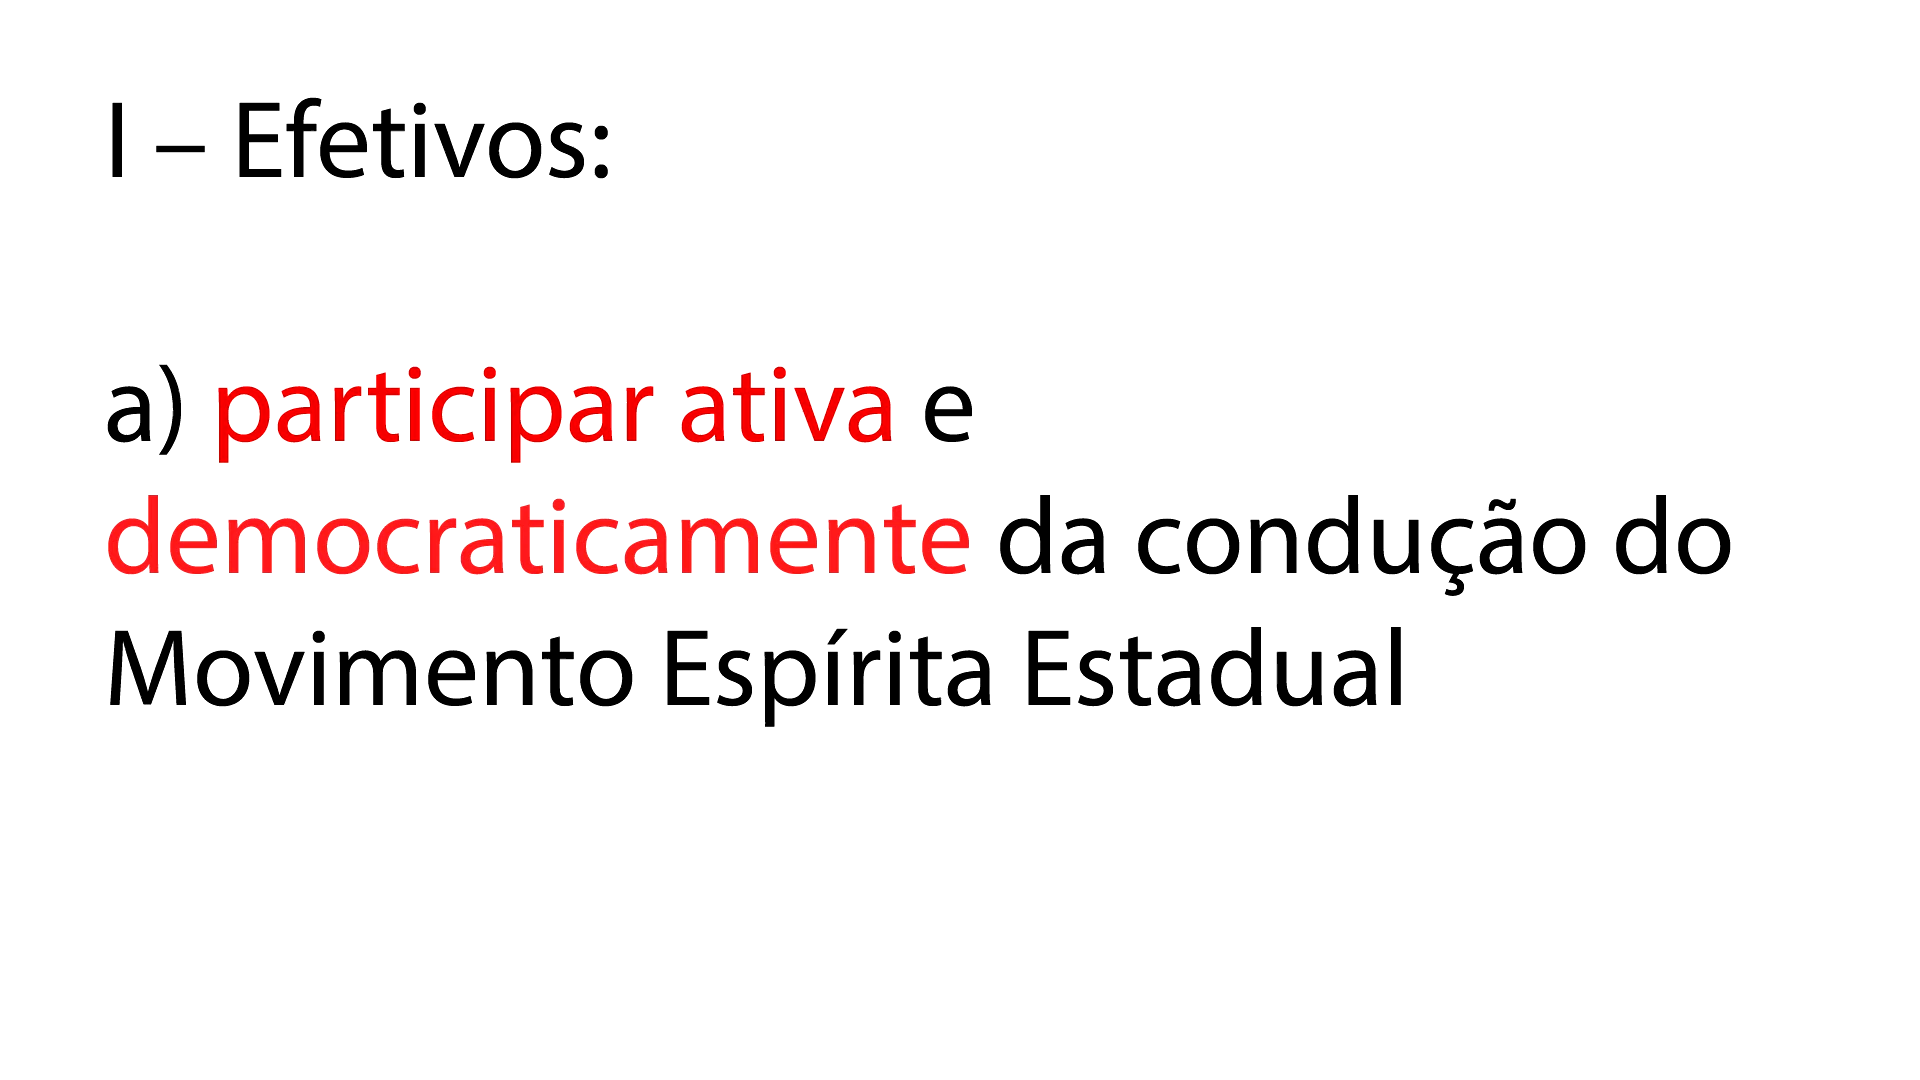 I – Efetivos:
a) participar ativa e
democraticamente da condução do
Movimento Espírita Estadual